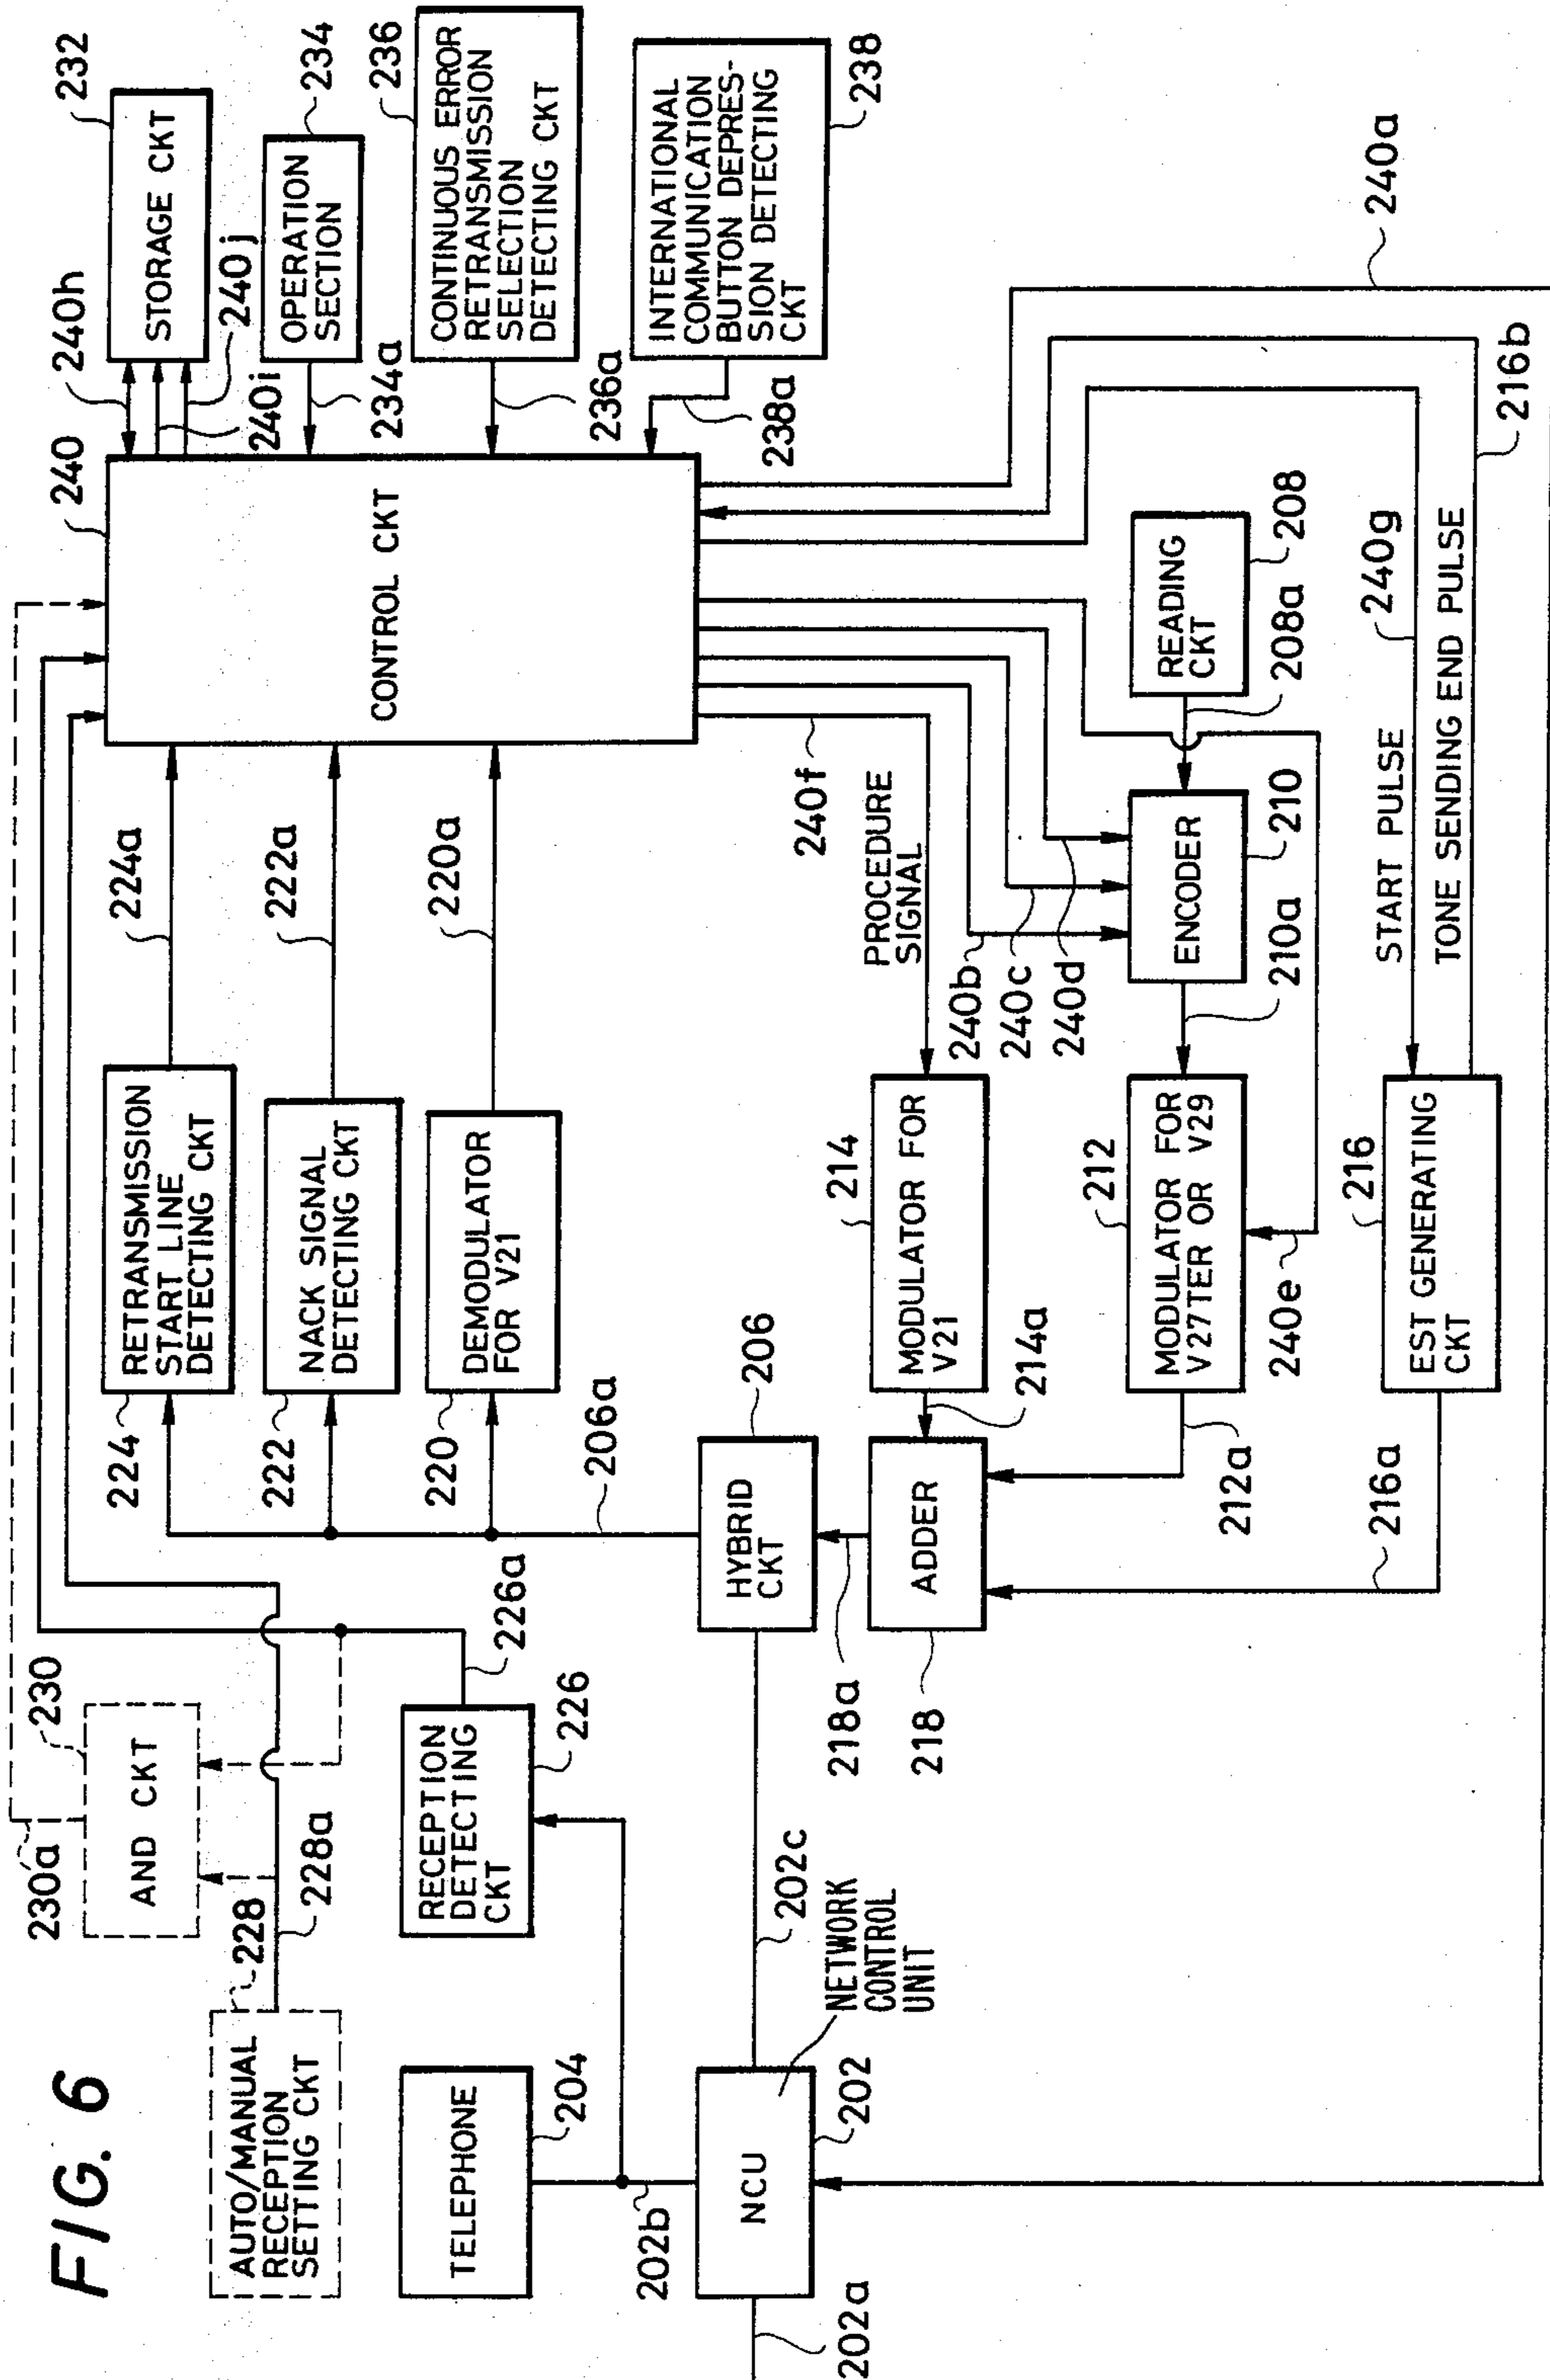 FIG. 6
230a
AND CKT
230
228
228a
AUTO/MANUAL
RECEPTION
SETTING CKT
TELEPHONE
204
202b
NCU
202
202a
NETWORK
CONTROL
UNIT
202c
RECEPTION
DETECTING
CKT
226
226a
224
RETRANSMISSION
START LINE
DETECTING CKT
224a
222
NACK SIGNAL
DETECTING CKT
222a
220
DEMODULATOR
FOR V21
220a
206a
HYBRID
CKT
206
218a
ADDER
218
214a
214
MODULATOR FOR
V21
212a
212
MODULATOR FOR
V27TER OR V29
240e
216a
216
EST GENERATING
CKT
240
CONTROL CKT
240h
240i
240j
STORAGE CKT
232
OPERATION
SECTION
234
234a
CONTINUOUS ERROR
RETRANSMISSION
SELECTION
DETECTING CKT
236
236a
INTERNATIONAL
COMMUNICATION
BUTTON DEPRES-
SION DETECTING
CKT
238
238a
240f
PROCEDURE
SIGNAL
240b
240c
240d
ENCODER
210
210a
READING
CKT
208
208a
START PULSE
240g
TONE SENDING END PULSE
216b
240a